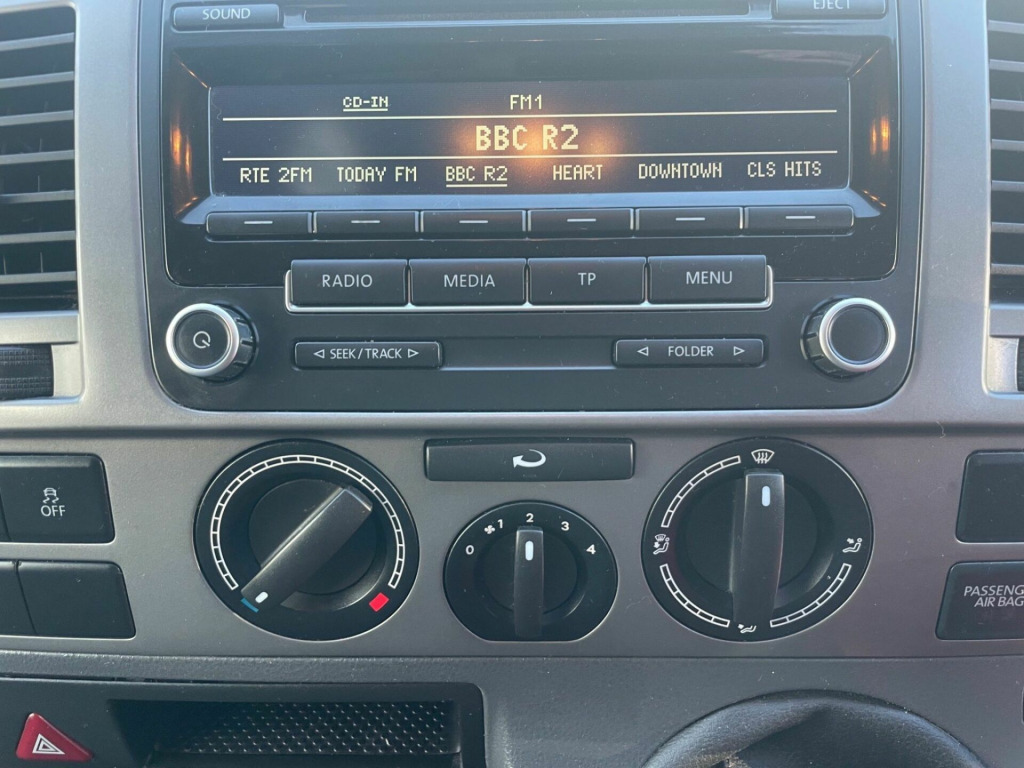 SOUND
EJECT
CD-IN FM1
BBC R2
RTE 2FM TODAY FM BBC R2 HEART DOWNTOWN CLS HITS
RADIO MEDIA TP MENU
SEEK/TRACK FOLDER
OFF
0 1 2 3 4
PASSENG
AIR BAG